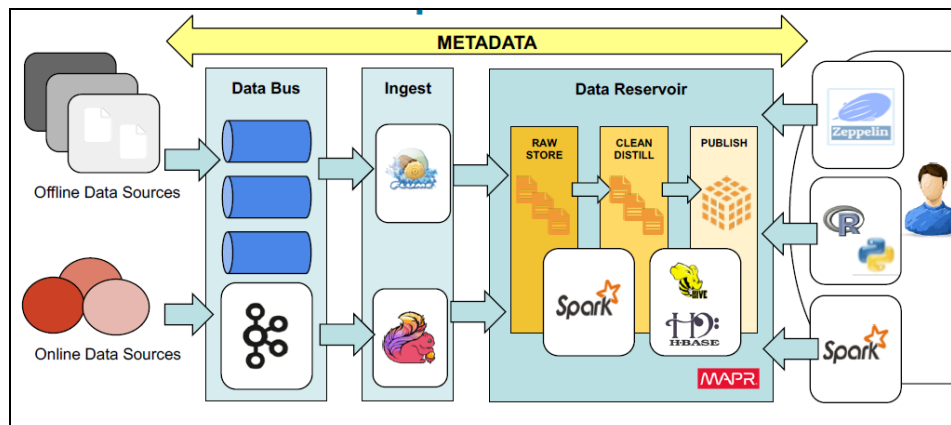 METADATA
Data Bus
Ingest
Data Reservoir
Zeppelin
RAW
STORE
CLEAN
DISTILL
PUBLISH
Offline Data Sources
R
Spark
HIVE
H·BASE
Online Data Sources
Spark
MAPR